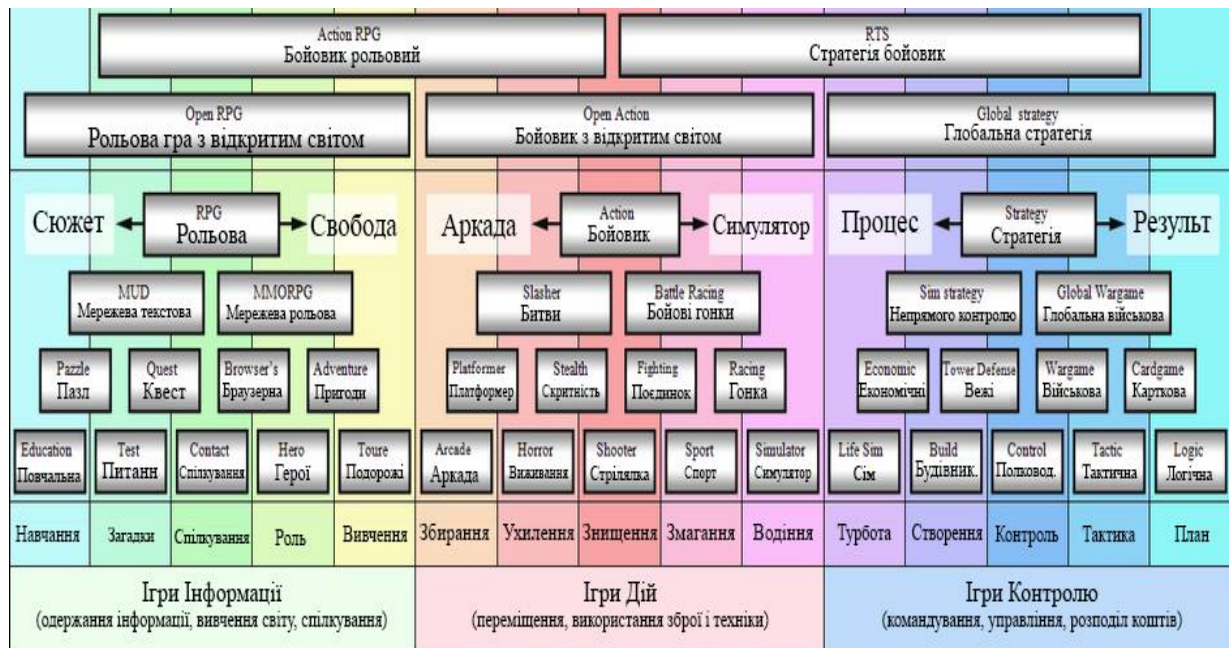 Action RPG
Бойовик рольовий
RTS
Стратегія бойовик
Open RPG
Рольова гра з відкритим світом
Open Action
Бойовик з відкритим світом
Global strategy
Глобальна стратегія
Сюжет
RPG
Рольова
Свобода
Аркада
Action
Бойовик
Симулятор
Процес
Strategy
Стратегія
Результ
MUD
Мережева текстова
MMORPG
Мережева рольова
Slasher
Битви
Battle Racing
Бойові гонки
Sim strategy
Непрямого контролю
Global Wargame
Глобальна військова
Pazzle
Пазл
Quest
Квест
Browser's
Браузерна
Adventure
Пригоди
Platformer
Платформер
Stealth
Скритність
Fighting
Поєдинок
Racing
Гонка
Economic
Економічні
Tower Defense
Вежі
Wargame
Військова
Cardgame
Карткова
Education
Повчальна
Test
Питанн
Contact
Спілкування
Hero
Герої
Toure
Подорожі
Arcade
Аркада
Horror
Виживання
Shooter
Стрілялка
Sport
Спорт
Simulator
Симулятор
Life Sim
Сім
Build
Будівник.
Control
Полковод.
Tactic
Тактична
Logic
Логічна
Навчання
Загадки
Спілкування
Роль
Вивчення
Збирання
Ухилення
Знищення
Змагання
Водіння
Турбота
Створення
Контроль
Тактика
План
Ігри Інформації
(одержання інформації, вивчення світу, спілкування)
Ігри Дій
(переміщення, використання зброї і техніки)
Ігри Контролю
(командування, управління, розподіл коштів)